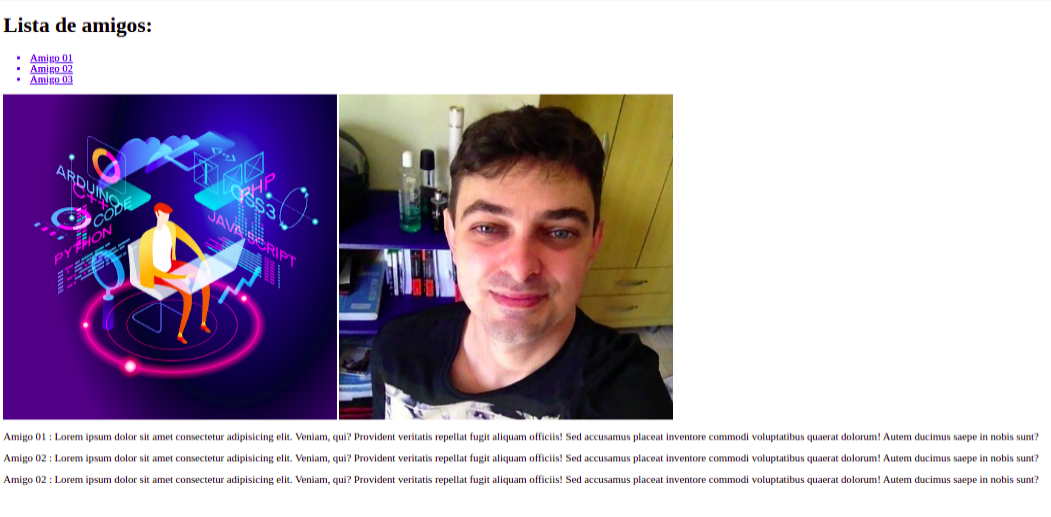 Lista de amigos:
Amigo 01
Amigo 02
Amigo 03
ARDUINO
C++
CODE
PYTHON
PHP
CSS3
JAVA SCRIPT
Amigo 01 : Lorem ipsum dolor sit amet consectetur adipisicing elit. Veniam, qui? Provident veritatis repellat fugit aliquam officiis! Sed accusamus placeat inventore commodi voluptatibus quaerat dolorum! Autem ducimus saepe in nobis sunt?
Amigo 02 : Lorem ipsum dolor sit amet consectetur adipisicing elit. Veniam, qui? Provident veritatis repellat fugit aliquam officiis! Sed accusamus placeat inventore commodi voluptatibus quaerat dolorum! Autem ducimus saepe in nobis sunt?
Amigo 02 : Lorem ipsum dolor sit amet consectetur adipisicing elit. Veniam, qui? Provident veritatis repellat fugit aliquam officiis! Sed accusamus placeat inventore commodi voluptatibus quaerat dolorum! Autem ducimus saepe in nobis sunt?